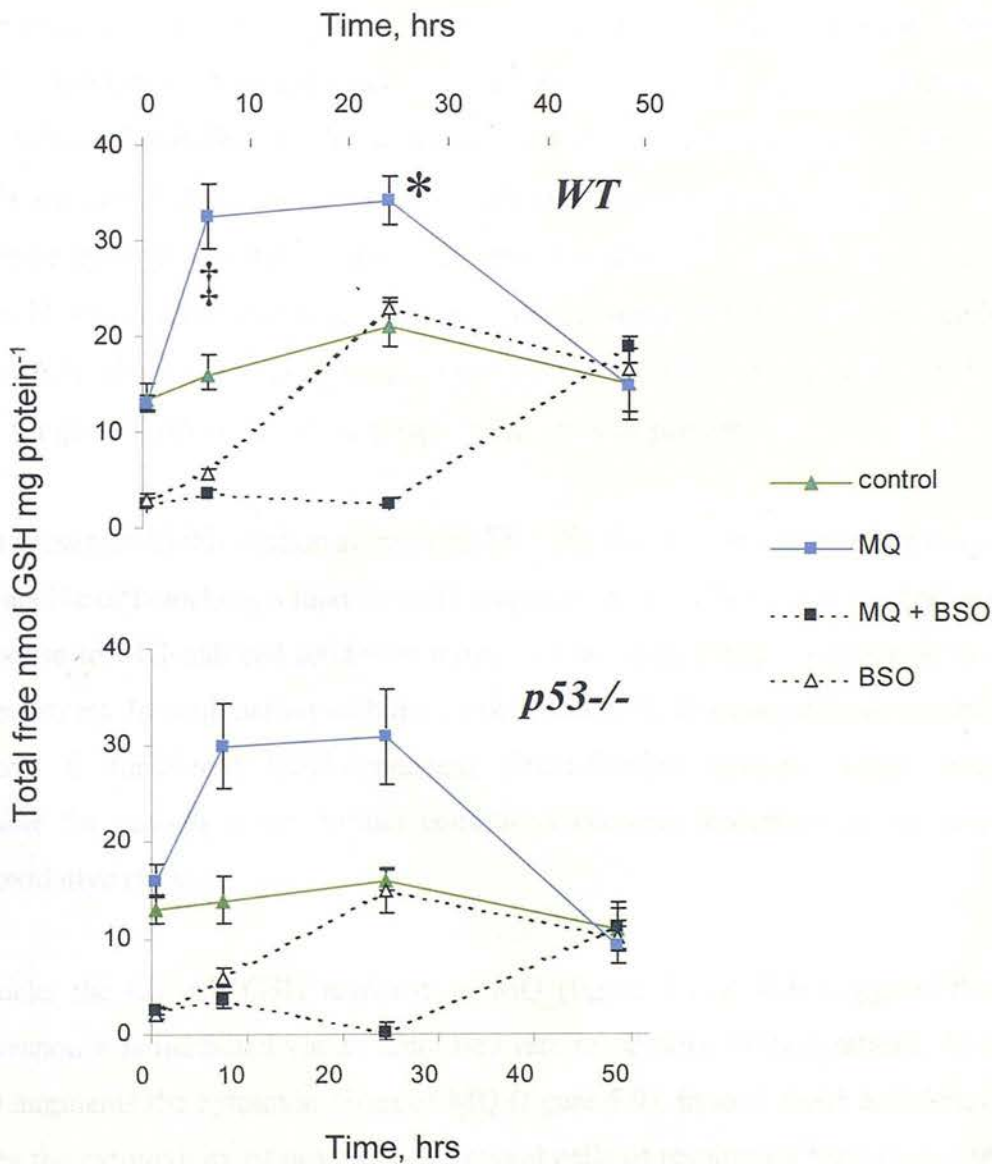 Time, hrs
0 10 20 30 40 50
40
30
20
10
0
* WT
‡
Total free nmol GSH mg protein⁻¹
control
MQ
MQ + BSO
BSO
40
30
20
10
0
p53-/-
0 10 20 30 40 50
Time, hrs